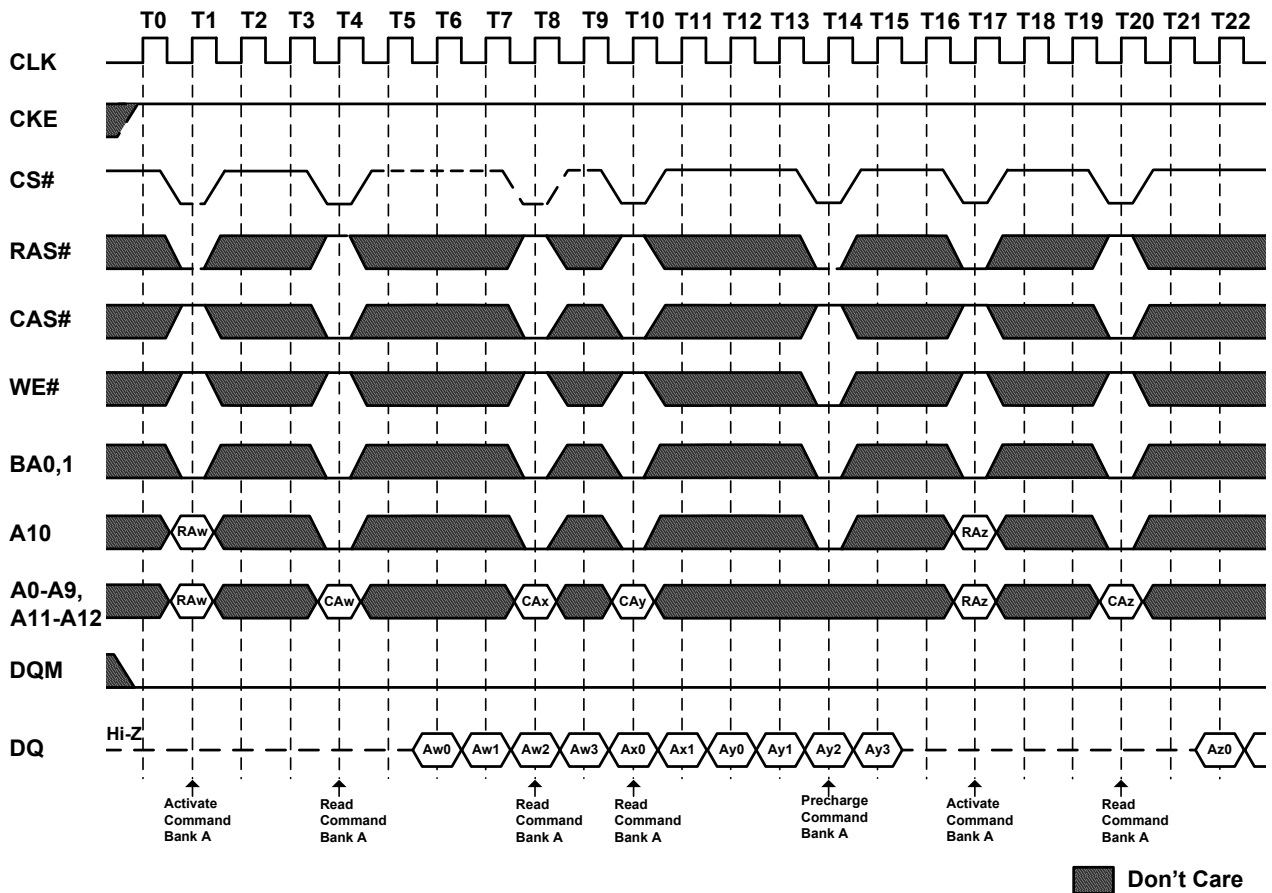 T0 T1 T2 T3 T4 T5 T6 T7 T8 T9 T10 T11 T12 T13 T14 T15 T16 T17 T18 T19 T20 T21 T22
CLK
CKE
CS#
RAS#
CAS#
WE#
BA0,1
A10 RAw RAz
A0-A9,
A11-A12 RAw CAw CAx CAy RAz CAz
DQM
Hi-Z
DQ Aw0 Aw1 Aw2 Aw3 Ax0 Ax1 Ay0 Ay1 Ay2 Ay3 Az0
Activate
Command
Bank A
Read
Command
Bank A
Read
Command
Bank A
Read
Command
Bank A
Precharge
Command
Bank A
Activate
Command
Bank A
Read
Command
Bank A
Don't Care